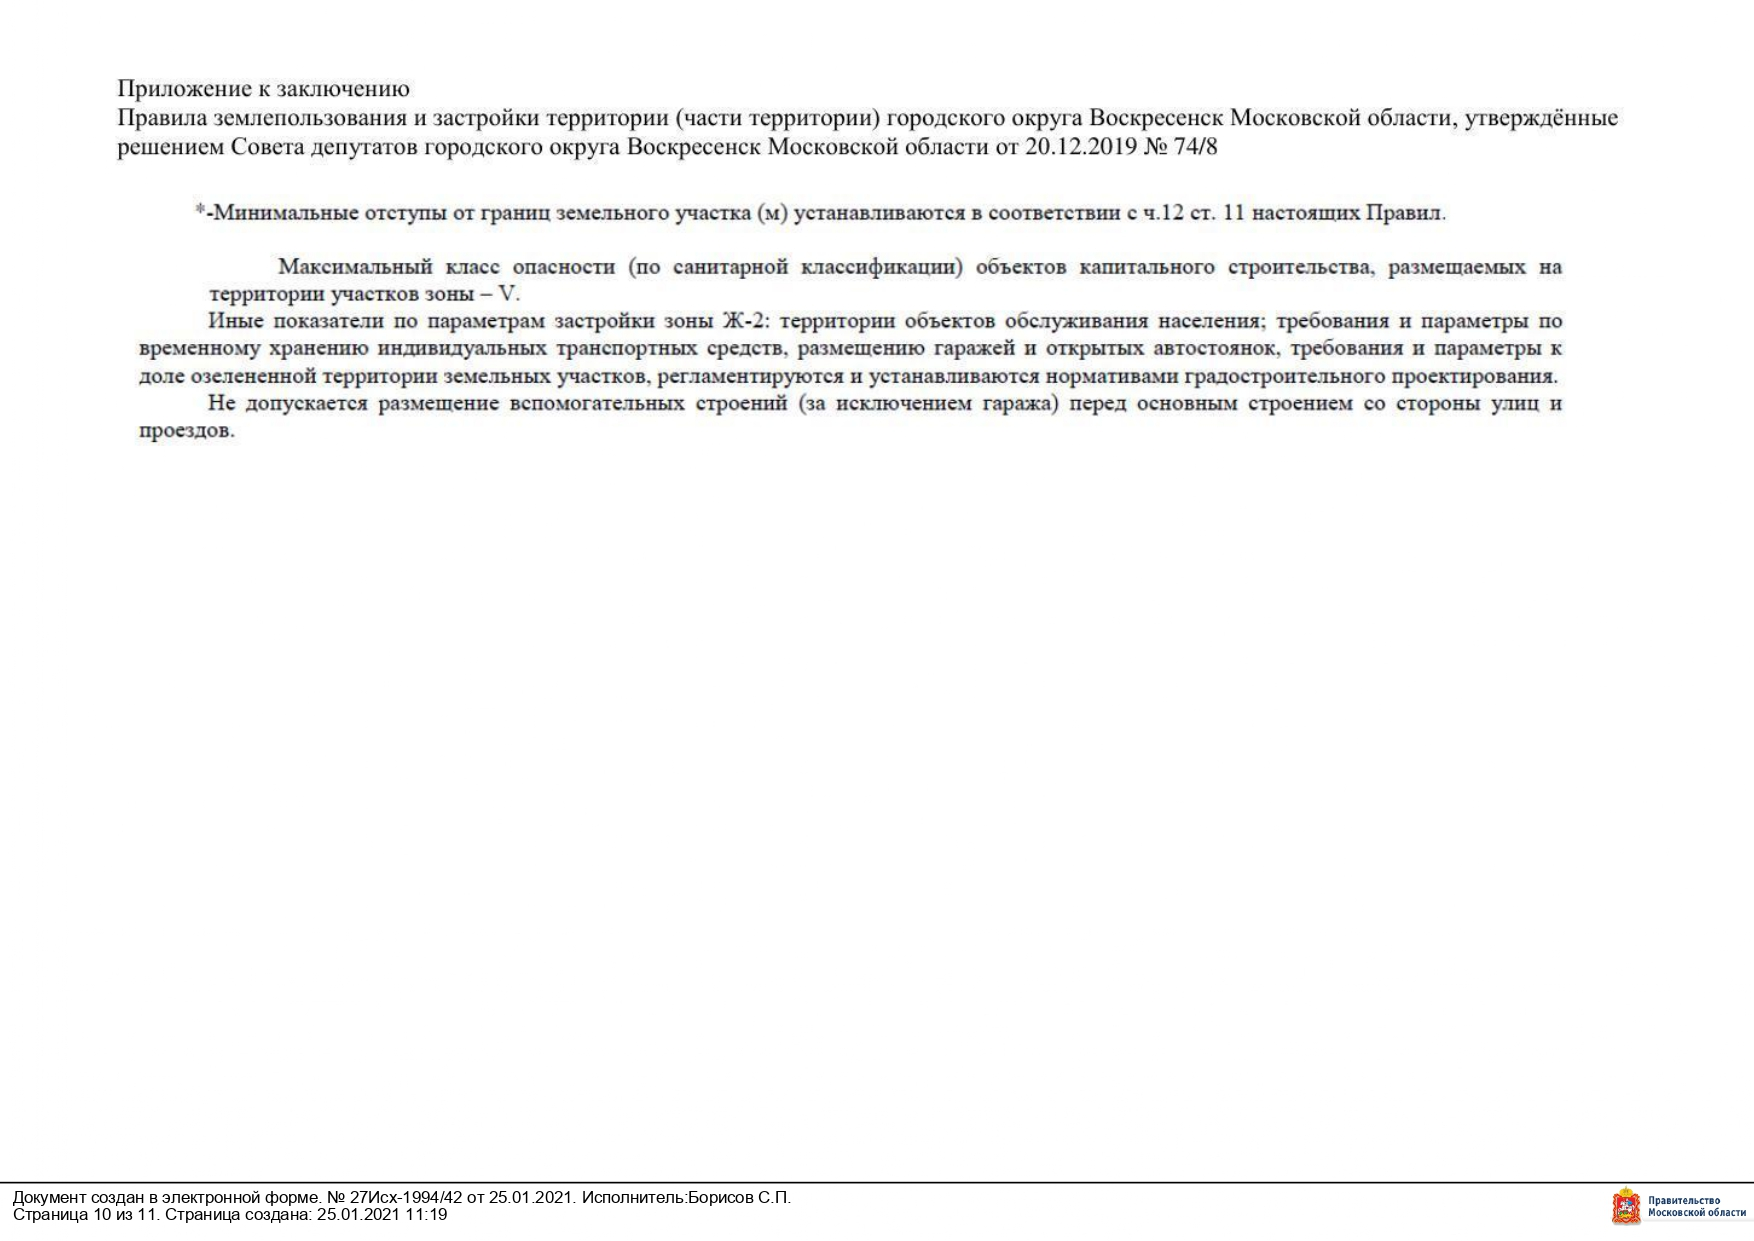 Приложение к заключению
Правила землепользования и застройки территории (части территории) городского округа Воскресенск Московской области, утверждённые
решением Совета депутатов городского округа Воскресенск Московской области от 20.12.2019 № 74/8
*-Минимальные отступы от границ земельного участка (м) устанавливаются в соответствии с ч.12 ст. 11 настоящих Правил.
Максимальный класс опасности (по санитарной классификации) объектов капитального строительства, размещаемых на
территории участков зоны – V.
Иные показатели по параметрам застройки зоны Ж-2: территории объектов обслуживания населения; требования и параметры по
временному хранению индивидуальных транспортных средств, размещению гаражей и открытых автостоянок, требования и параметры к
доле озелененной территории земельных участков, регламентируются и устанавливаются нормативами градостроительного проектирования.
Не допускается размещение вспомогательных строений (за исключением гаража) перед основным строением со стороны улиц и
проездов.
Документ создан в электронной форме. № 27Исх-1994/42 от 25.01.2021. Исполнитель:Борисов С.П.
Страница 10 из 11. Страница создана: 25.01.2021 11:19
Правительство
Московской области